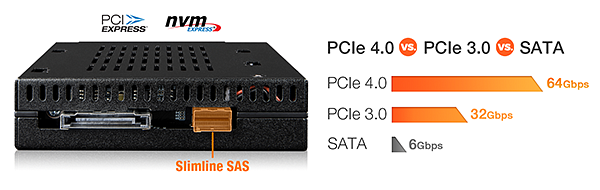 PCI EXPRESS®
nvm EXPRESS®
Slimline SAS
PCIe 4.0 vs. PCIe 3.0 vs. SATA
PCIe 4.0 64Gbps
PCIe 3.0 32Gbps
SATA 6Gbps